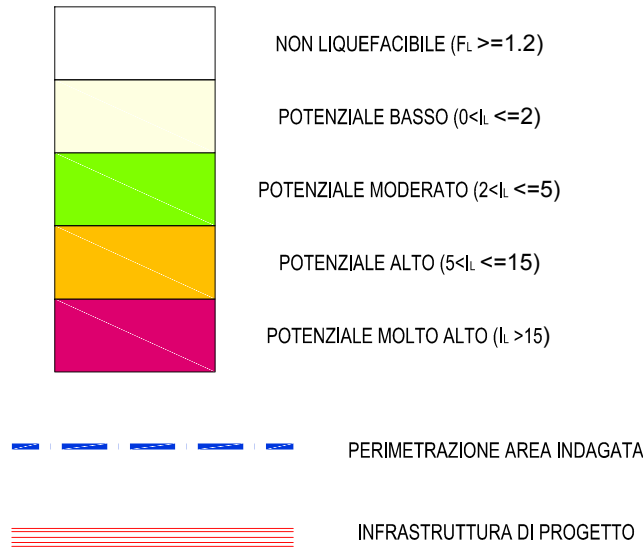 NON LIQUEFACIBILE (FL >=1.2)
POTENZIALE BASSO (0<IL <=2)
POTENZIALE MODERATO (2<IL <=5)
POTENZIALE ALTO (5<IL <=15)
POTENZIALE MOLTO ALTO (IL >15)
PERIMETRAZIONE AREA INDAGATA
INFRASTRUTTURA DI PROGETTO